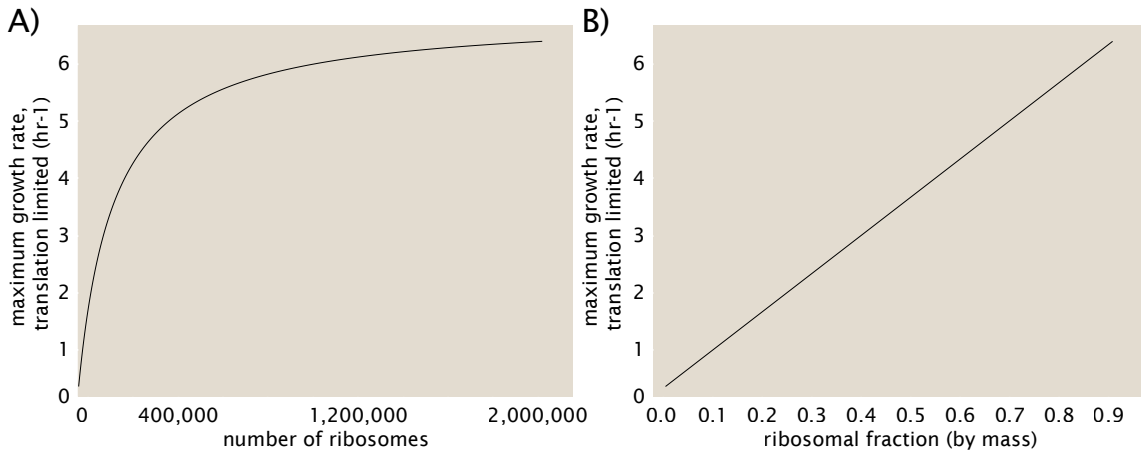 A)
maximum growth rate,
translation limited (hr-1)
6
5
4
3
2
1
0
0 400,000 1,200,000 2,000,000
number of ribosomes
B)
maximum growth rate,
translation limited (hr-1)
6
5
4
3
2
1
0
0.0 0.1 0.2 0.3 0.4 0.5 0.6 0.7 0.8 0.9
ribosomal fraction (by mass)